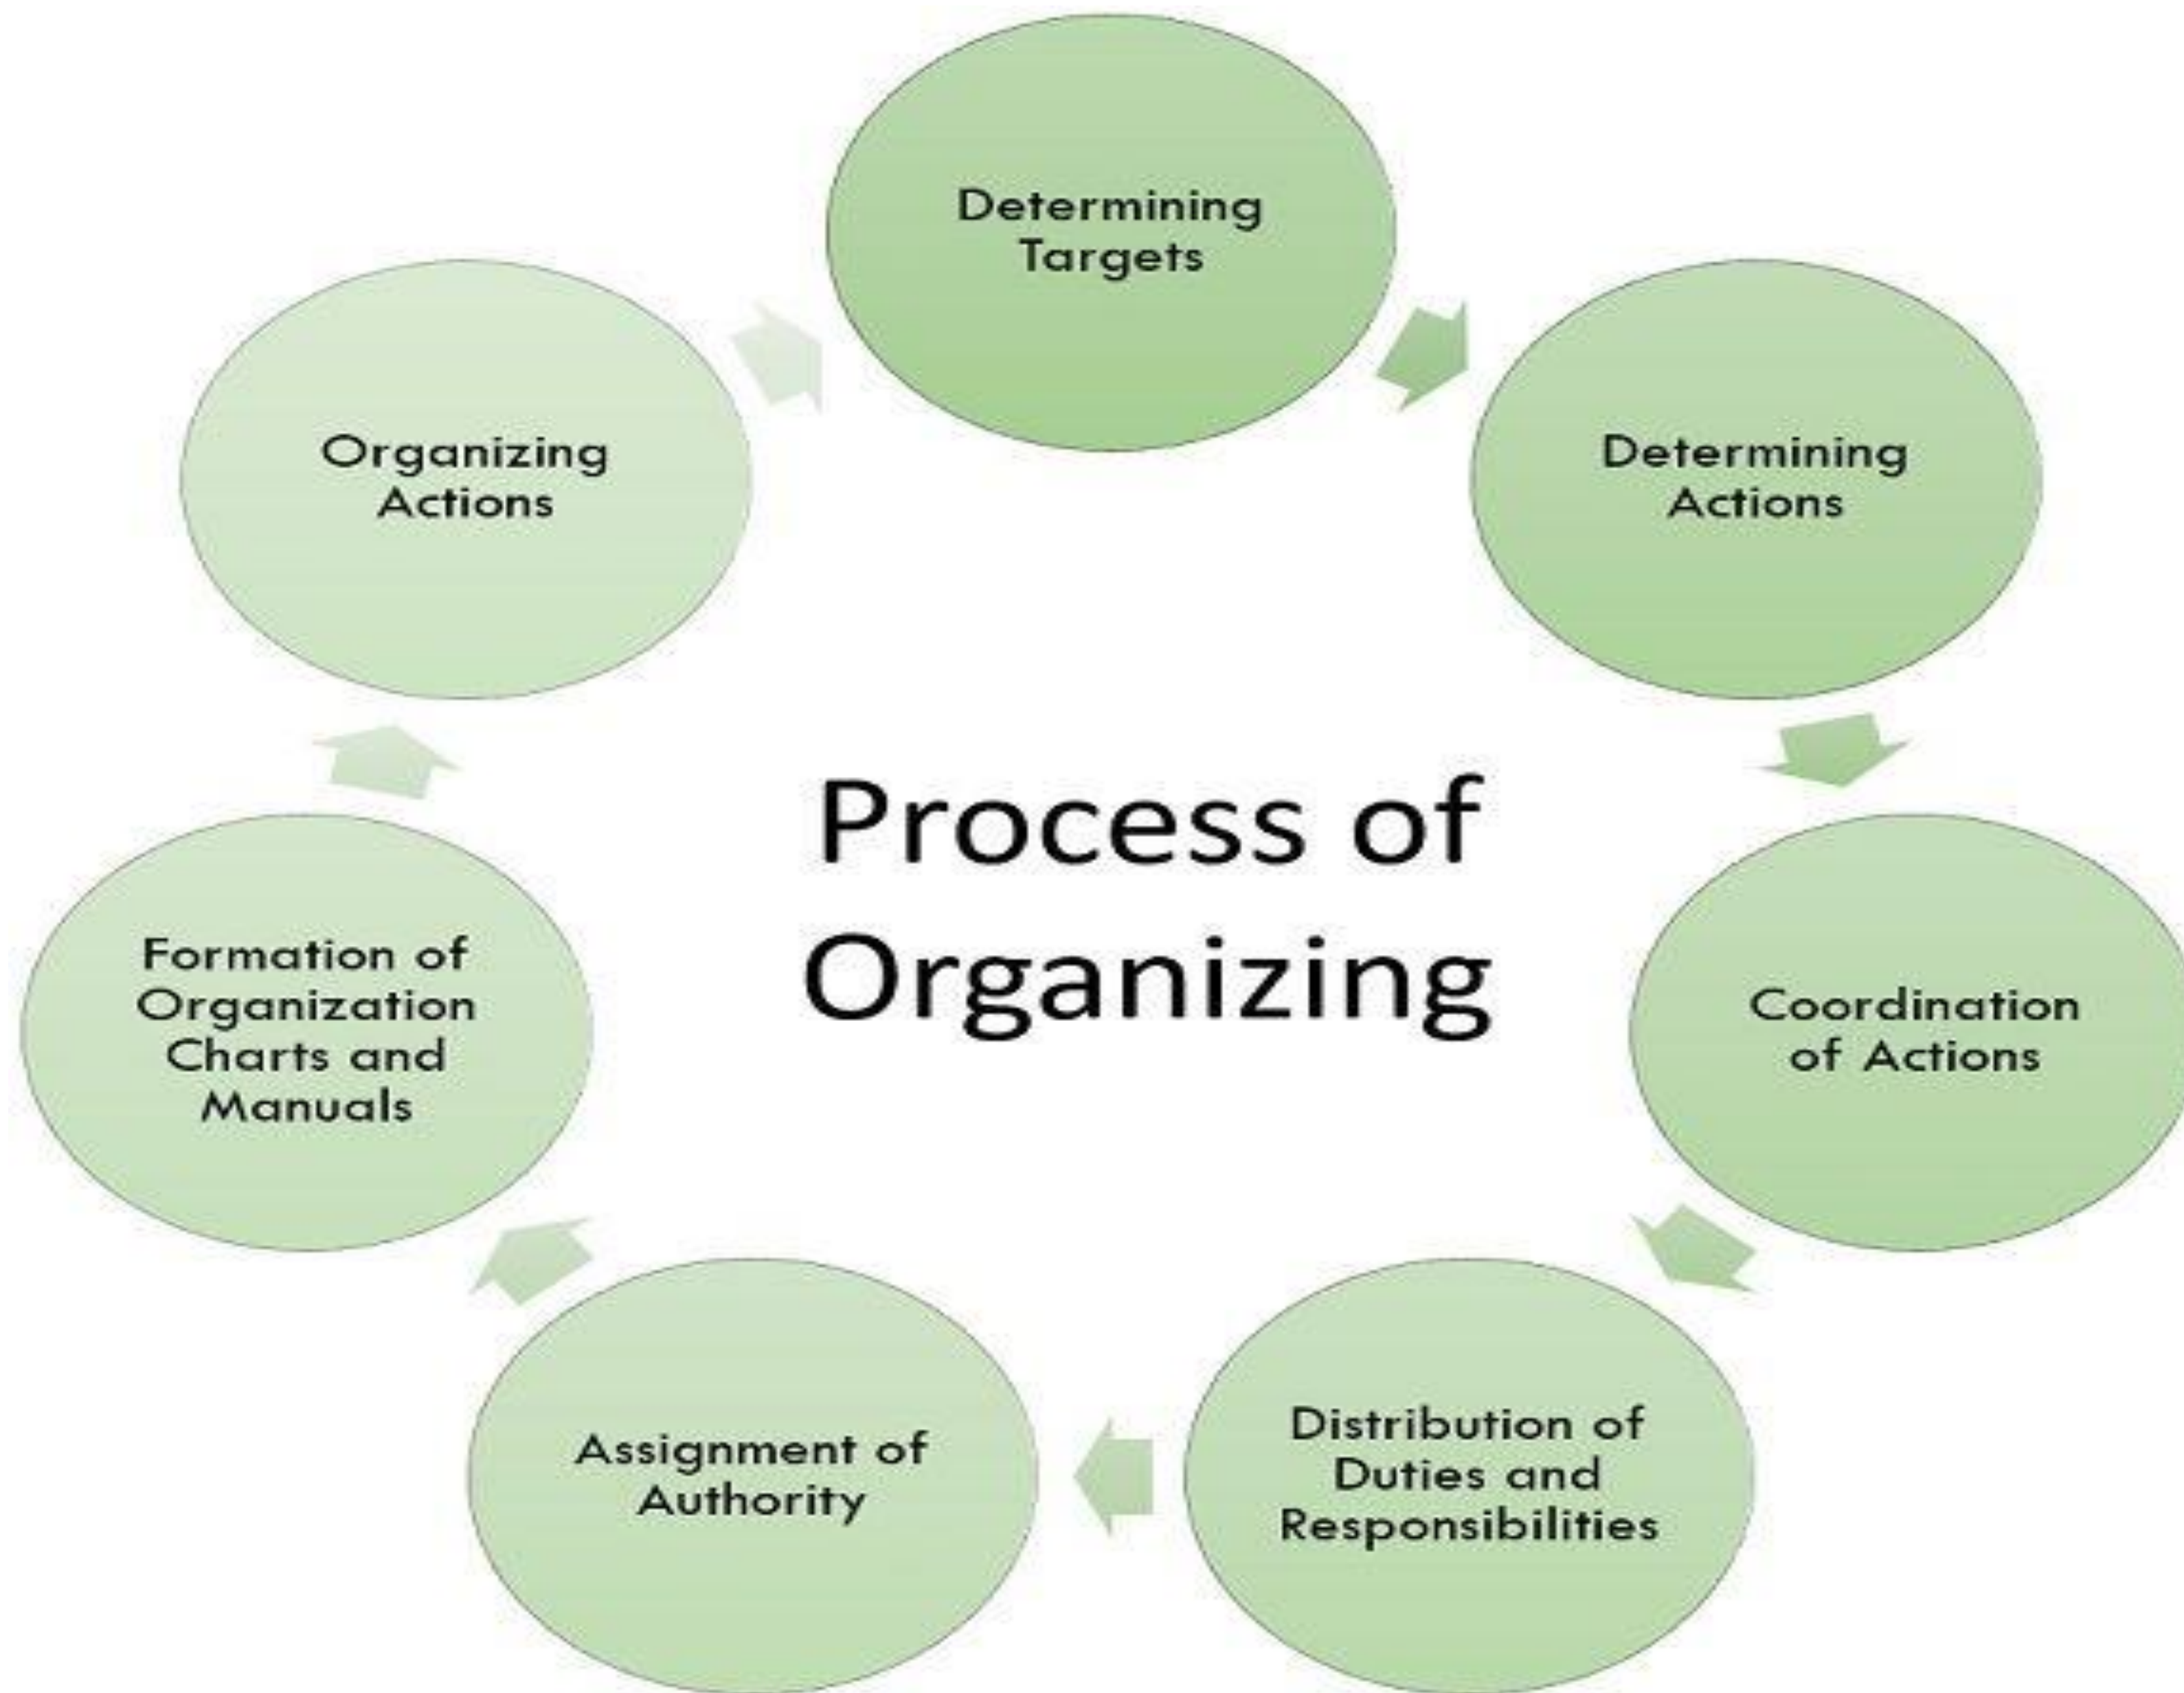 Determining
Targets
Determining
Actions
Coordination
of Actions
Distribution of
Duties and
Responsibilities
Assignment of
Authority
Formation of
Organization
Charts and
Manuals
Organizing
Actions
Process of
Organizing